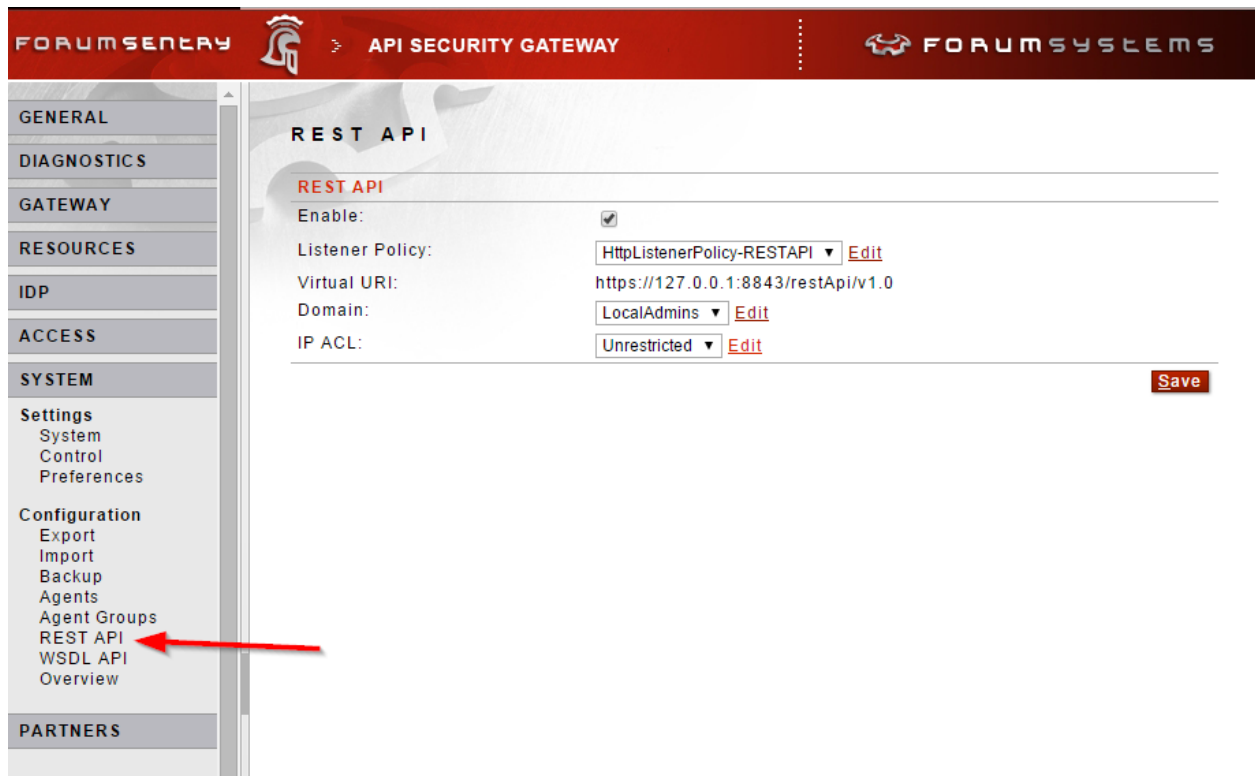 FORUMSENTRY > API SECURITY GATEWAY FORUMSYSTEMS
GENERAL
DIAGNOSTICS
GATEWAY
RESOURCES
IDP
ACCESS
SYSTEM
Settings
System
Control
Preferences
Configuration
Export
Import
Backup
Agents
Agent Groups
REST API
WSDL API
Overview
PARTNERS
REST API
REST API
Enable:
Listener Policy: HttpListenerPolicy-RESTAPI Edit
Virtual URI: https://127.0.0.1:8843/restApi/v1.0
Domain: LocalAdmins Edit
IP ACL: Unrestricted Edit
Save